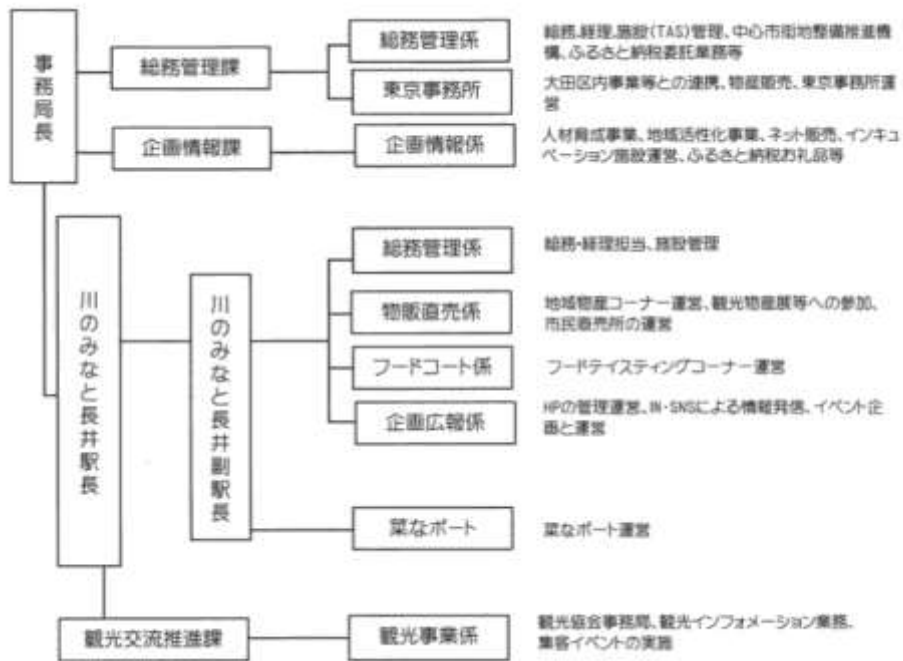 事務局長
総務管理課
総務管理係
総務、経理、施設(TAS)管理、中心市街地整備推進機
構、ふるさと納税委託業務等
東京事務所
大田区内事業等との連携、物産販売、東京事務所運
営
企画情報課
企画情報係
人材育成事業、地域活性化事業、ネット販売、インキュ
ベーション施設運営、ふるさと納税お礼品等
川のみなと長井駅長
川のみなと長井副駅長
総務管理係
総務・経理担当、施設管理
物販直売係
地域物産コーナー運営、観光物産展等への参加、
市民直売所の運営
フードコート係
フードテイスティングコーナー運営
企画広報係
HPの管理運営、IN・SNSによる情報発信、イベント企
画と運営
菜なポート
菜なポート運営
観光交流推進課
観光事業係
観光協会事務局、観光インフォメーション業務、
集客イベントの実施